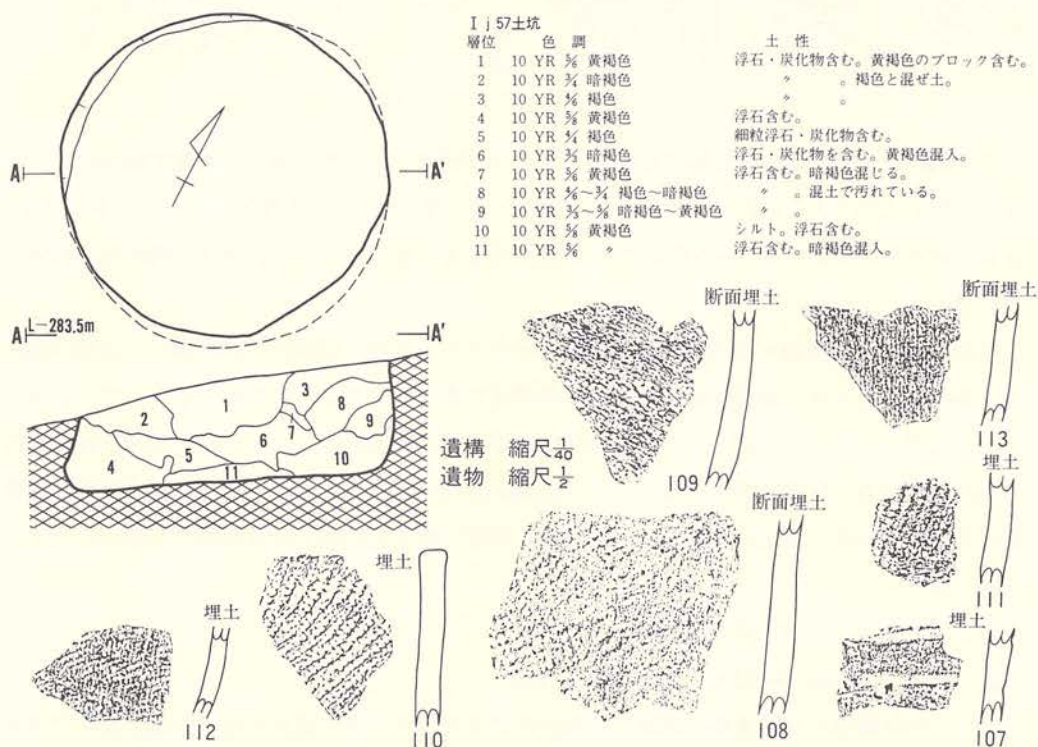 Ⅰj57土坑
層位 色調 土性
1 10 YR 5/6 黄褐色 浮石・炭化物含む。黄褐色のブロック含む。
2 10 YR 3/4 暗褐色 〃 。褐色と混ぜ土。
3 10 YR 4/6 褐色 〃 。
4 10 YR 5/8 黄褐色 浮石含む。
5 10 YR 4/4 褐色 細粒浮石・炭化物含む。
6 10 YR 3/3 暗褐色 浮石・炭化物を含む。黄褐色混入。
7 10 YR 5/6 黄褐色 浮石含む。暗褐色混じる。
8 10 YR 4/6～3/4 褐色～暗褐色 〃 。混土で汚れている。
9 10 YR 3/3～5/8 暗褐色～黄褐色 〃 。
10 10 YR 5/8 黄褐色 シルト。浮石含む。
11 10 YR 5/6 〃 浮石含む。暗褐色混入。
A A'
A L-283.5m A'
1
2
3
4
5
6
7
8
9
10
11
遺構 縮尺1/40
遺物 縮尺1/2
断面埋土
109
断面埋土
113
埋土
111
断面埋土
108
埋土
107
埋土
110
埋土
112